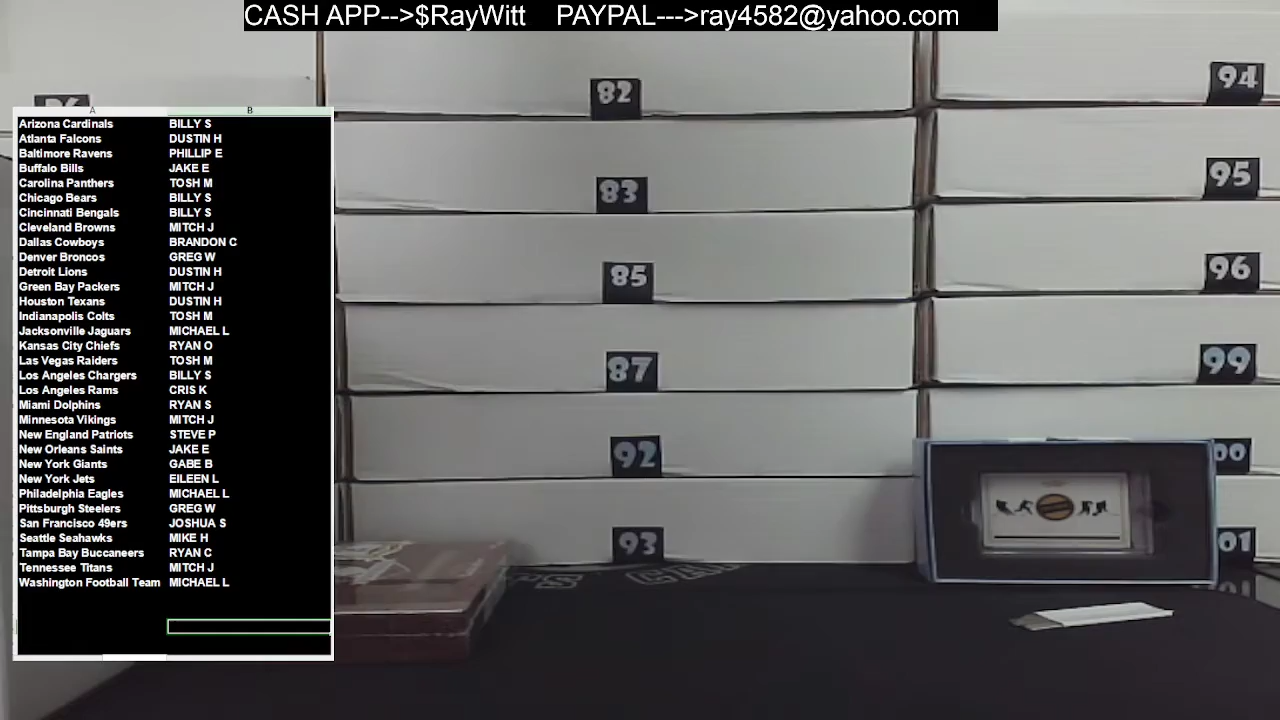 CASH APP-->$RayWitt    PAYPAL--->ray4582@yahoo.com
82
94
83
95
85
96
87
99
92
93
A B
Arizona Cardinals BILLY S
Atlanta Falcons DUSTIN H
Baltimore Ravens PHILLIP E
Buffalo Bills JAKE E
Carolina Panthers TOSH M
Chicago Bears BILLY S
Cincinnati Bengals BILLY S
Cleveland Browns MITCH J
Dallas Cowboys BRANDON C
Denver Broncos GREG W
Detroit Lions DUSTIN H
Green Bay Packers MITCH J
Houston Texans DUSTIN H
Indianapolis Colts TOSH M
Jacksonville Jaguars MICHAEL L
Kansas City Chiefs RYAN O
Las Vegas Raiders TOSH M
Los Angeles Chargers BILLY S
Los Angeles Rams CRIS K
Miami Dolphins RYAN S
Minnesota Vikings MITCH J
New England Patriots STEVE P
New Orleans Saints JAKE E
New York Giants GABE B
New York Jets EILEEN L
Philadelphia Eagles MICHAEL L
Pittsburgh Steelers GREG W
San Francisco 49ers JOSHUA S
Seattle Seahawks MIKE H
Tampa Bay Buccaneers RYAN C
Tennessee Titans MITCH J
Washington Football Team MICHAEL L
00
01